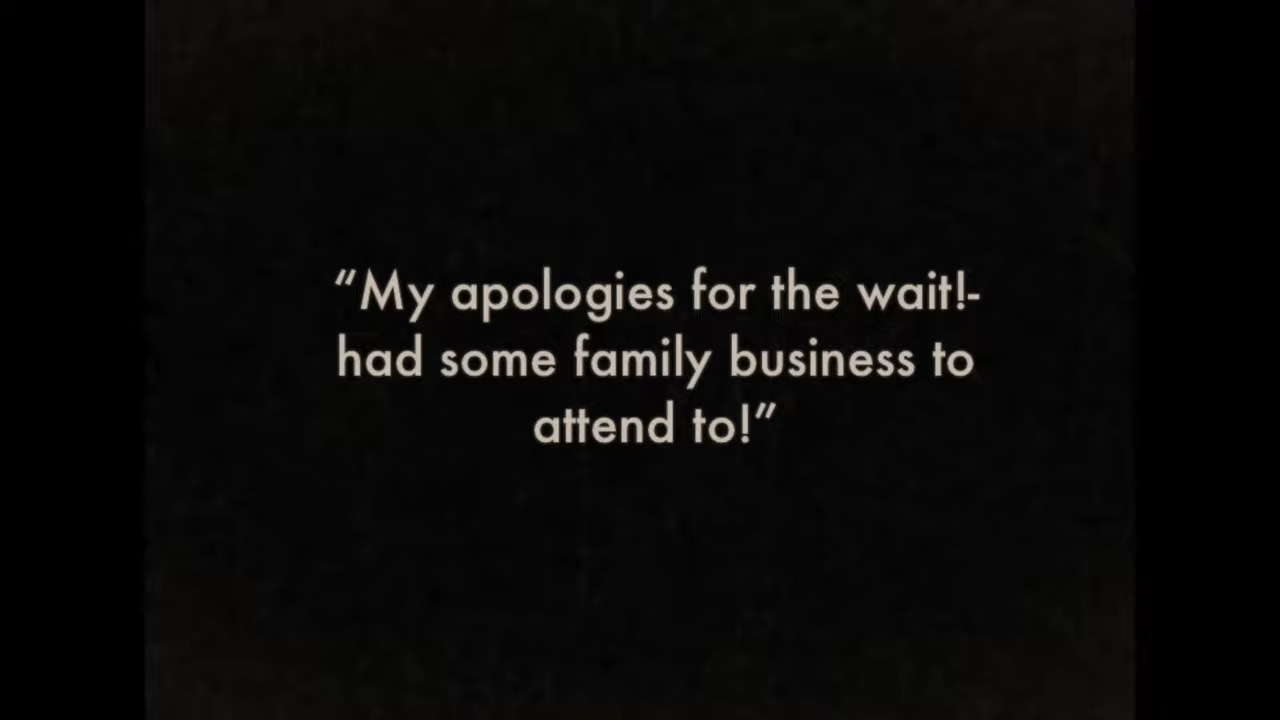 “My apologies for the wait!-
had some family business to
attend to!”